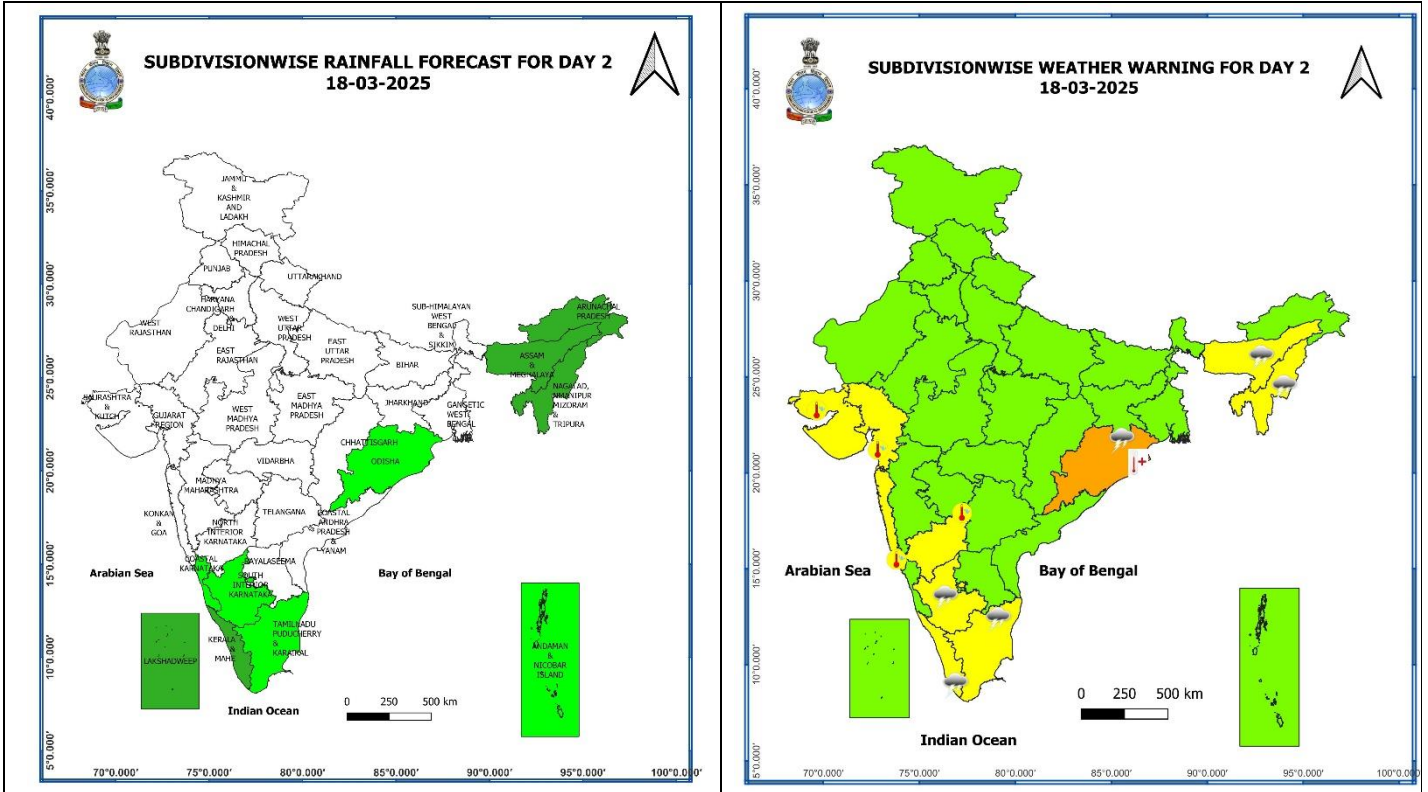 SUBDIVISIONWISE RAINFALL FORECAST FOR DAY 2
18-03-2025
40°0.000'
35°0.000'
30°0.000'
25°0.000'
20°0.000'
15°0.000'
10°0.000'
5°0.000'
JAMMU
&
KASHMIR
AND
LADAKH
HIMACHAL
PRADESH
PUNJAB
UTTARAKHAND
HARYANA
CHANDIGARH
&
DELHI
WEST
RAJASTHAN
WEST
UTTAR
PRADESH
SUB-HIMALAYAN
WEST
BENGAL
&
SIKKIM
ARUNACHAL
PRADESH
EAST
RAJASTHAN
EAST
UTTAR
PRADESH
BIHAR
ASSAM
&
MEGHALAYA
NAGALAD,
NMANIPUR
MIZORAM
&
TRIPURA
SAURASHTRA
&
KUTCH
GUJARAT
REGION
WEST
MADHYA
PRADESH
EAST
MADHYA
PRADESH
JHARKHAND
GANGETIC
WEST
BENGAL
CHHATTISGARH
ODISHA
VIDARBHA
MADHYA
MAHARASHTRA
KONKAN
&
GOA
TELANGANA
COASTAL
ANDHRA
PRADESH
&
YANAM
NORTH
INTERIOR
KARNATAKA
COASTAL
KARNATAKA
RAYALASEEMA
SOUTH
INTERIOR
KARNATAKA
Arabian Sea
Bay of Bengal
TAMILNADU
PUDUCHERRY
&
KARAIKAL
KERALA
&
MAHE
LAKSHADWEEP
ANDAMAN
&
NICOBAR
ISLAND
0 250 500 km
Indian Ocean
70°0.000' 75°0.000' 80°0.000' 85°0.000' 90°0.000' 95°0.000' 100°0.000'
SUBDIVISIONWISE WEATHER WARNING FOR DAY 2
18-03-2025
40°0.000'
35°0.000'
30°0.000'
25°0.000'
20°0.000'
15°0.000'
10°0.000'
5°0.000'
Arabian Sea
Bay of Bengal
0 250 500 km
Indian Ocean
70°0.000' 75°0.000' 80°0.000' 85°0.000' 90°0.000' 95°0.000' 100°0.000'